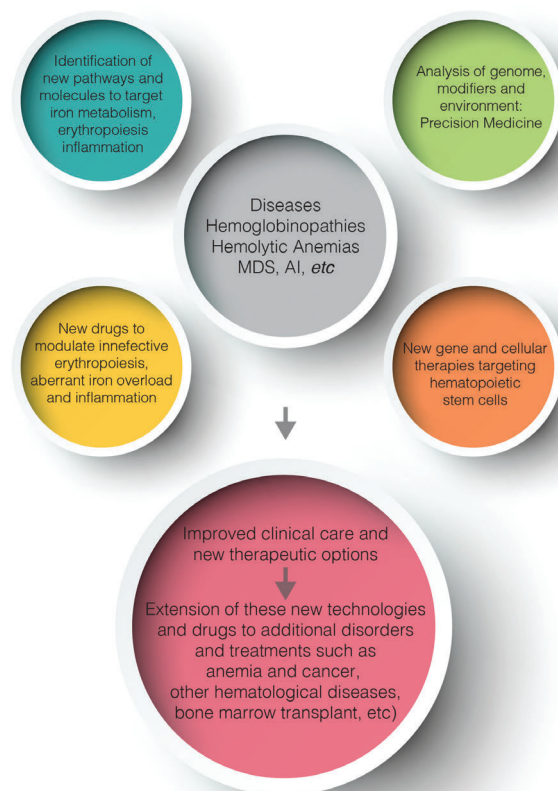 Identification of
new pathways and
molecules to target
iron metabolism,
erythropoiesis
inflammation
Analysis of genome,
modifiers and
environment:
Precision Medicine
Diseases
Hemoglobinopathies
Hemolytic Anemias
MDS, AI, etc
New drugs to
modulate innefective
erythropoiesis,
aberrant iron overload
and inflammation
New gene and cellular
therapies targeting
hematopoietic
stem cells
Improved clinical care and
new therapeutic options
Extension of these new technologies
and drugs to additional disorders
and treatments such as
anemia and cancer,
other hematological diseases,
bone marrow transplant, etc)